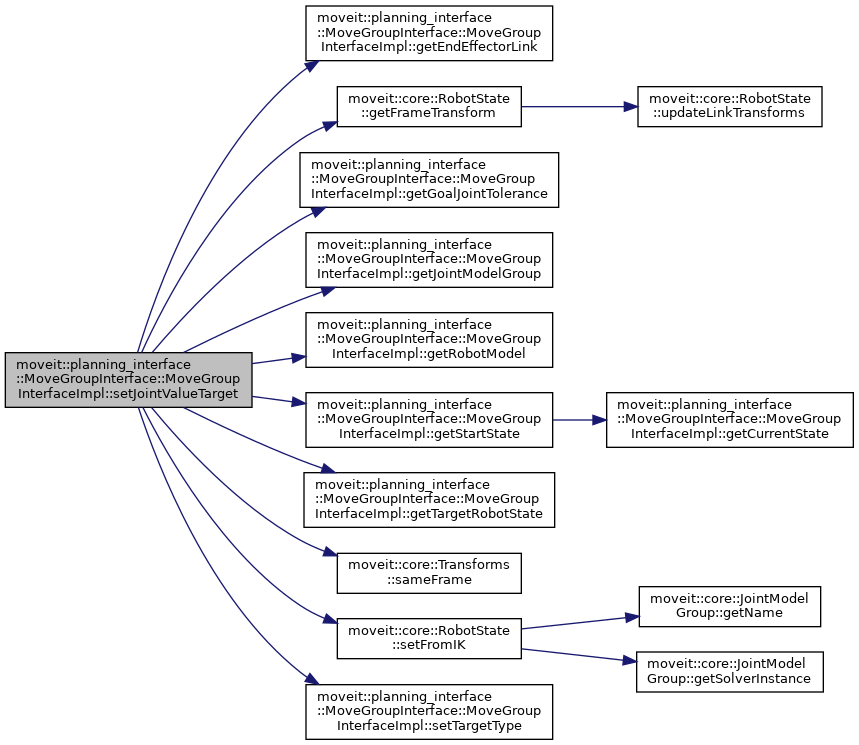 moveit::planning_interface
::MoveGroupInterface::MoveGroup
InterfaceImpl::getEndEffectorLink
moveit::core::RobotState
::getFrameTransform
moveit::core::RobotState
::updateLinkTransforms
moveit::planning_interface
::MoveGroupInterface::MoveGroup
InterfaceImpl::getGoalJointTolerance
moveit::planning_interface
::MoveGroupInterface::MoveGroup
InterfaceImpl::getJointModelGroup
moveit::planning_interface
::MoveGroupInterface::MoveGroup
InterfaceImpl::getRobotModel
moveit::planning_interface
::MoveGroupInterface::MoveGroup
InterfaceImpl::setJointValueTarget
moveit::planning_interface
::MoveGroupInterface::MoveGroup
InterfaceImpl::getStartState
moveit::planning_interface
::MoveGroupInterface::MoveGroup
InterfaceImpl::getCurrentState
moveit::planning_interface
::MoveGroupInterface::MoveGroup
InterfaceImpl::getTargetRobotState
moveit::core::Transforms
::sameFrame
moveit::core::RobotState
::setFromIK
moveit::core::JointModel
Group::getName
moveit::core::JointModel
Group::getSolverInstance
moveit::planning_interface
::MoveGroupInterface::MoveGroup
InterfaceImpl::setTargetType